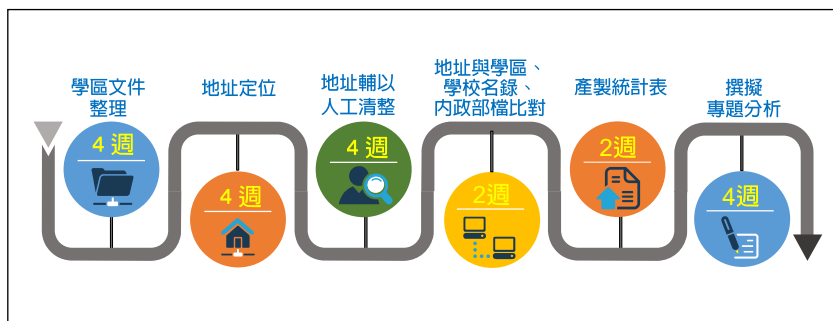 學區文件
整理
4 週
地址定位
4 週
地址輔以
人工清整
4 週
地址與學區、
學校名錄、
內政部檔比對
2週
產製統計表
2週
撰擬
專題分析
4週